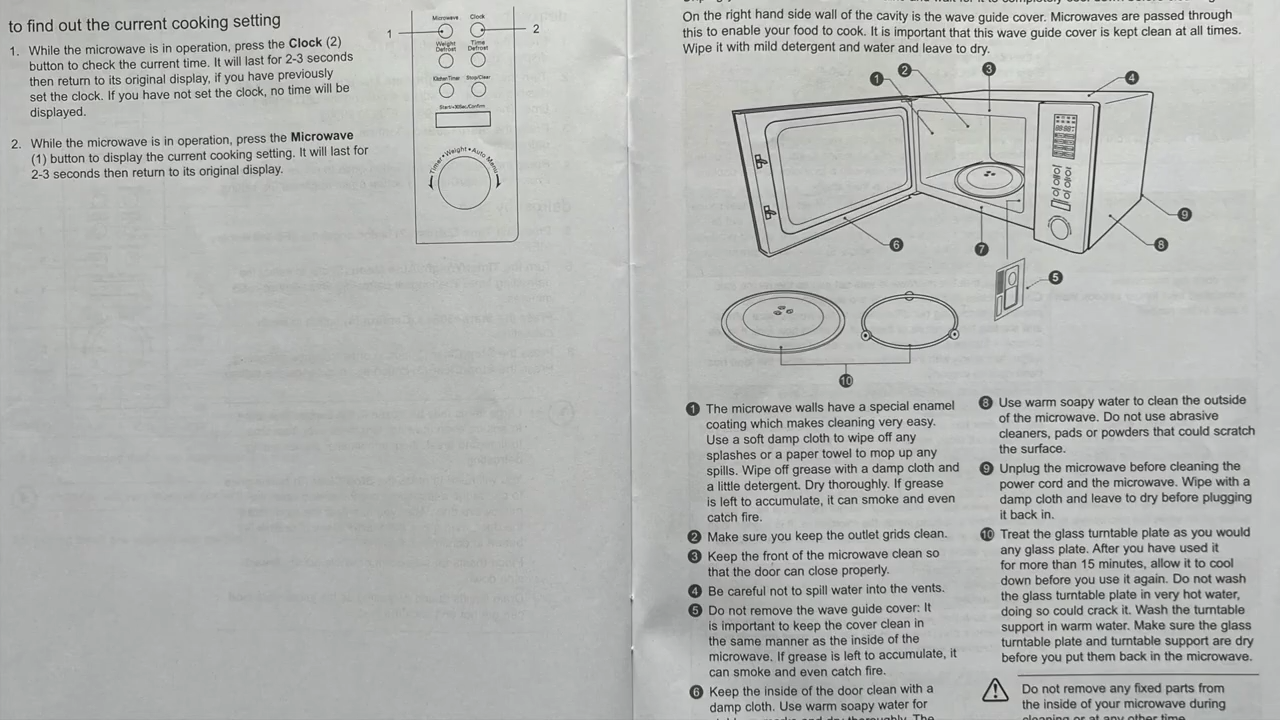 to find out the current cooking setting
1. While the microwave is in operation, press the Clock (2)
button to check the current time. It will last for 2-3 seconds
then return to its original display, if you have previously
set the clock. If you have not set the clock, no time will be
displayed.
2. While the microwave is in operation, press the Microwave
(1) button to display the current cooking setting. It will last for
2-3 seconds then return to its original display.
Microwave Clock
1 2
Weight Defrost Time Defrost
Kitchen Timer Stop/Clear
Start/+30Sec./Confirm
Timer • Weight • Auto Menu
On the right hand side wall of the cavity is the wave guide cover. Microwaves are passed through
this to enable your food to cook. It is important that this wave guide cover is kept clean at all times.
Wipe it with mild detergent and water and leave to dry.
1 2 3 4
9
6 7 8
5
10
1 The microwave walls have a special enamel
coating which makes cleaning very easy.
Use a soft damp cloth to wipe off any
splashes or a paper towel to mop up any
spills. Wipe off grease with a damp cloth and
a little detergent. Dry thoroughly. If grease
is left to accumulate, it can smoke and even
catch fire.
2 Make sure you keep the outlet grids clean.
3 Keep the front of the microwave clean so
that the door can close properly.
4 Be careful not to spill water into the vents.
5 Do not remove the wave guide cover: It
is important to keep the cover clean in
the same manner as the inside of the
microwave. If grease is left to accumulate, it
can smoke and even catch fire.
6 Keep the inside of the door clean with a
damp cloth. Use warm soapy water for
8 Use warm soapy water to clean the outside
of the microwave. Do not use abrasive
cleaners, pads or powders that could scratch
the surface.
9 Unplug the microwave before cleaning the
power cord and the microwave. Wipe with a
damp cloth and leave to dry before plugging
it back in.
10 Treat the glass turntable plate as you would
any glass plate. After you have used it
for more than 15 minutes, allow it to cool
down before you use it again. Do not wash
the glass turntable plate in very hot water,
doing so could crack it. Wash the turntable
support in warm water. Make sure the glass
turntable plate and turntable support are dry
before you put them back in the microwave.
Do not remove any fixed parts from
the inside of your microwave during
cleaning or at any other time